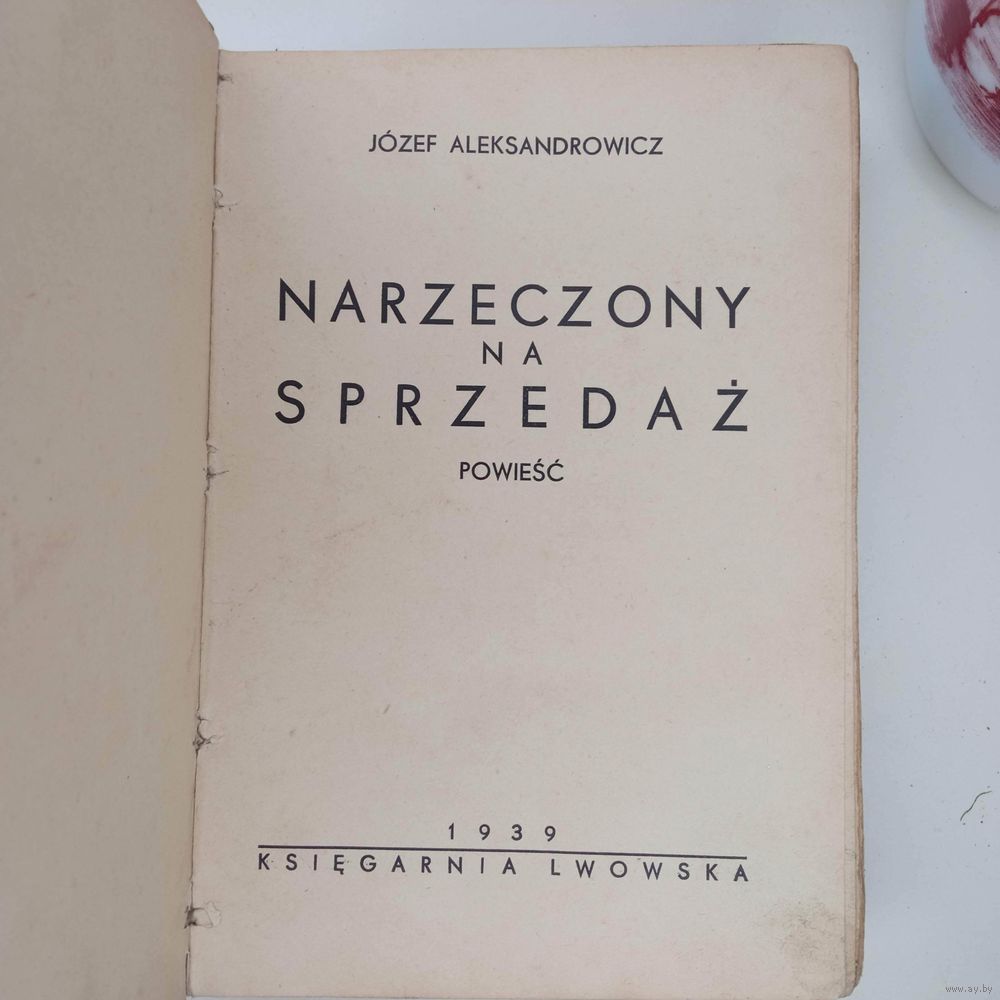 JÓZEF ALEKSANDROWICZ
NARZECZONY
NA
SPRZEDAŻ
POWIEŚĆ
1939
KSIĘGARNIA LWOWSKA
www.ay.by